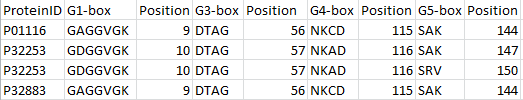 ProteinID G1-box Position G3-box Position G4-box Position G5-box Position
P01116 GAGGVGK 9 DTAG 56 NKCD 115 SAK 144
P32253 GDGGVGK 10 DTAG 57 NKAD 116 SAK 147
P32253 GDGGVGK 10 DTAG 57 NKAD 116 SRV 150
P32883 GAGGVGK 9 DTAG 56 NKCD 115 SAK 144